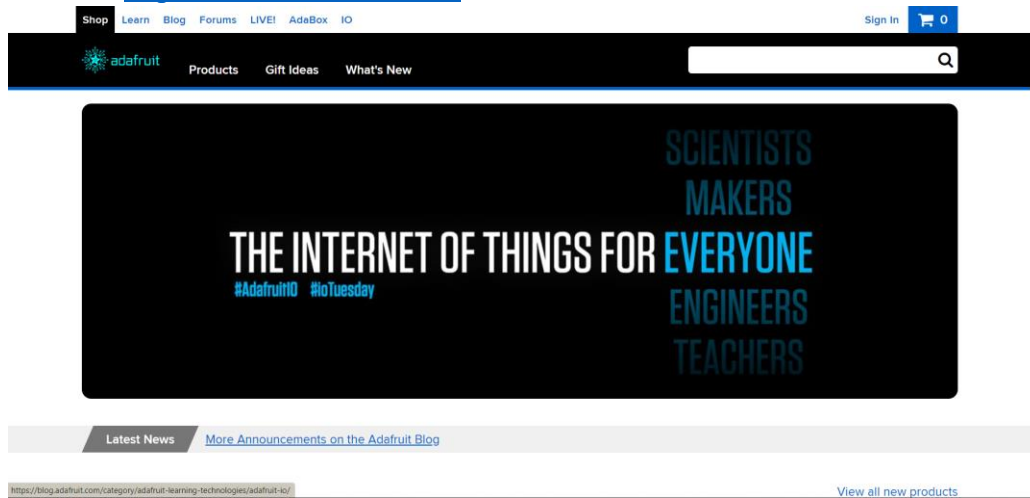 Shop Learn Blog Forums LIVE! AdaBox IO Sign In 0
adafruit Products Gift Ideas What's New
SCIENTISTS
MAKERS
THE INTERNET OF THINGS FOR EVERYONE
#AdafruitIO #IoTuesday
ENGINEERS
TEACHERS
Latest News More Announcements on the Adafruit Blog
https://blog.adafruit.com/category/adafruit-learning-technologies/adafruit-io/ View all new products